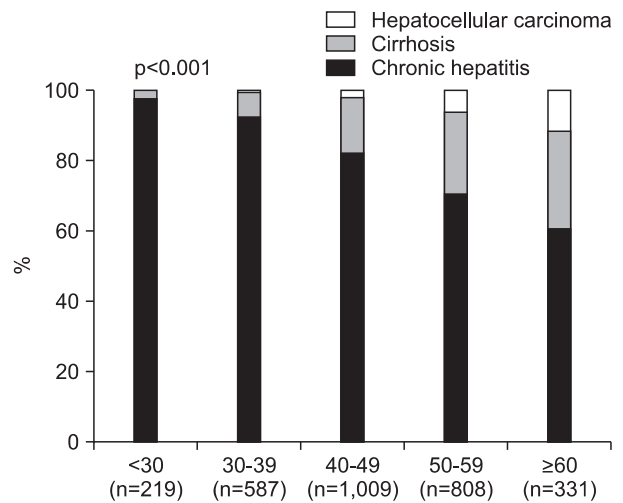 Hepatocellular carcinoma
Cirrhosis
Chronic hepatitis
p<0.001
100
80
60
40
20
0
%
<30 30-39 40-49 50-59 ≥60
(n=219) (n=587) (n=1,009) (n=808) (n=331)